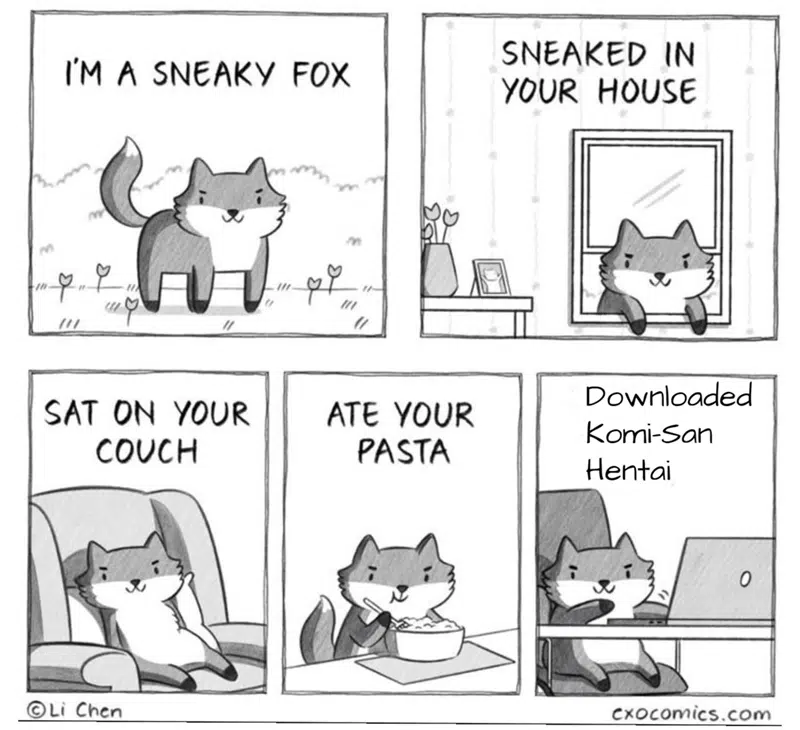 I'M A SNEAKY FOX
SNEAKED IN
YOUR HOUSE
SAT ON YOUR
COUCH
ATE YOUR
PASTA
Downloaded
Komi-San
Hentai
©Li Chen
exocomics.com